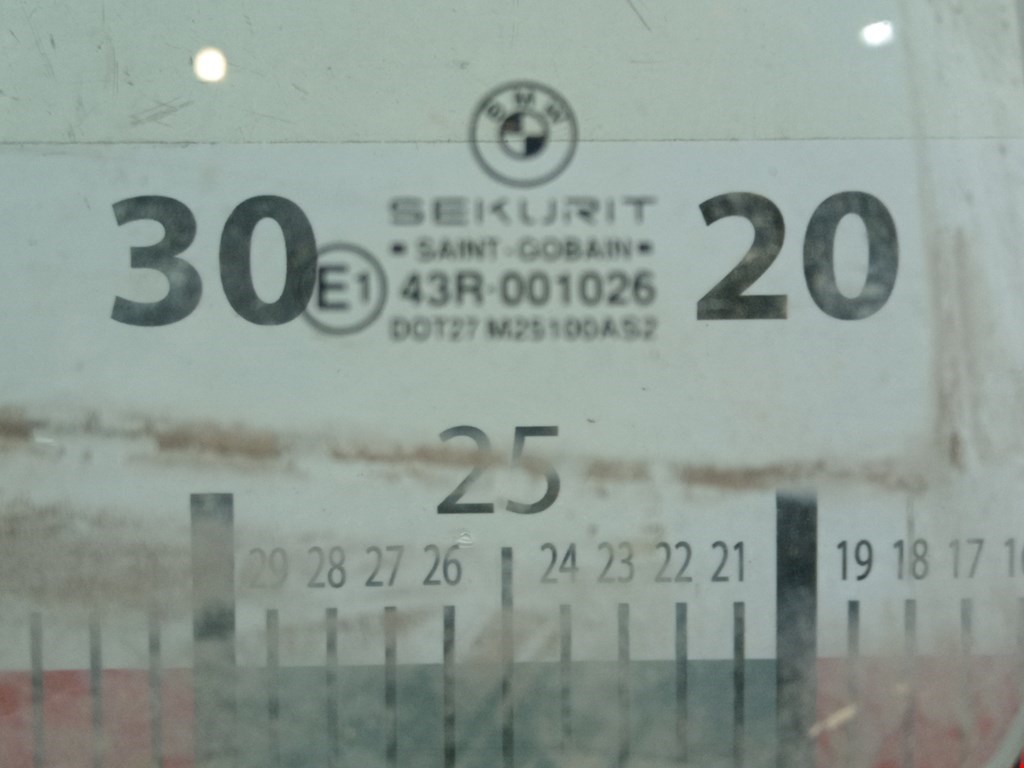 BMW
SEKURIT
30 20
• SAINT-GOBAIN •
E1 43R-001026
DOT27 M25100AS2
25
29 28 27 26 24 23 22 21 19 18 17 16